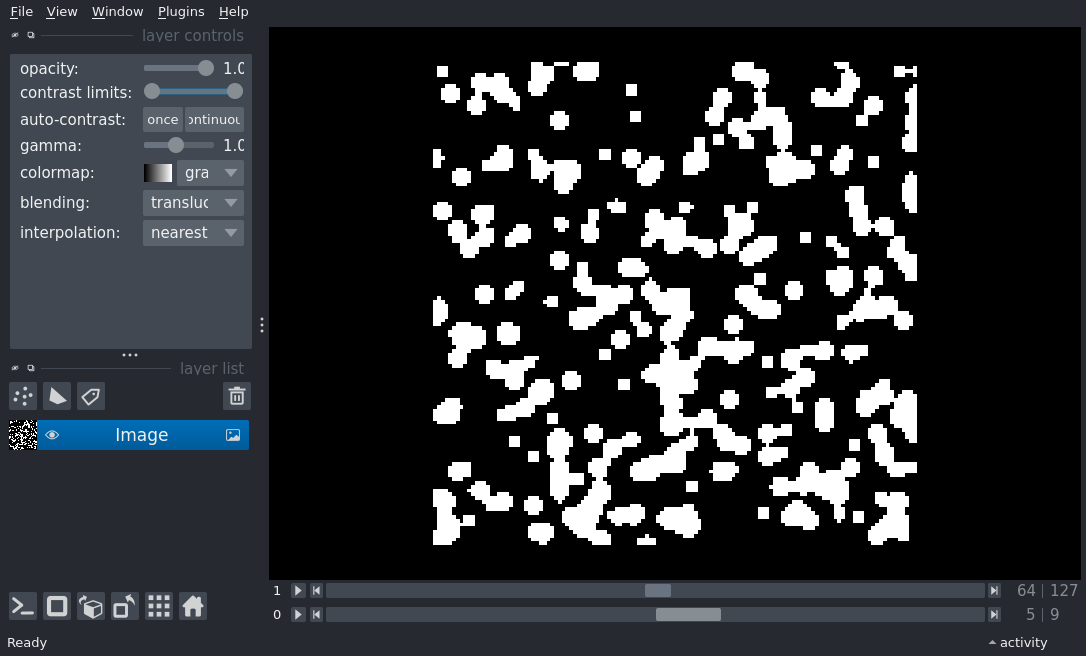 File View Window Plugins Help
layer controls
opacity: 1.0
contrast limits:
auto-contrast: once ontinuou
gamma: 1.0
colormap: gra
blending: transluc
interpolation: nearest
layer list
Image
1 64 | 127
0 5 | 9
Ready activity